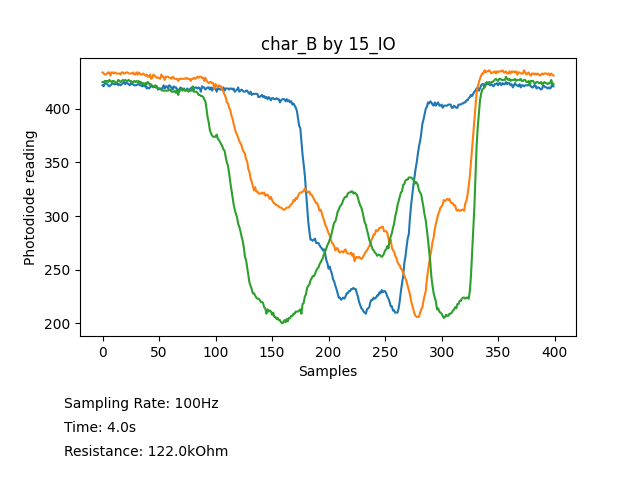 char_B by 15_IO
Photodiode reading
400
350
300
250
200
0 50 100 150 200 250 300 350 400
Samples
Sampling Rate: 100Hz
Time: 4.0s
Resistance: 122.0kOhm